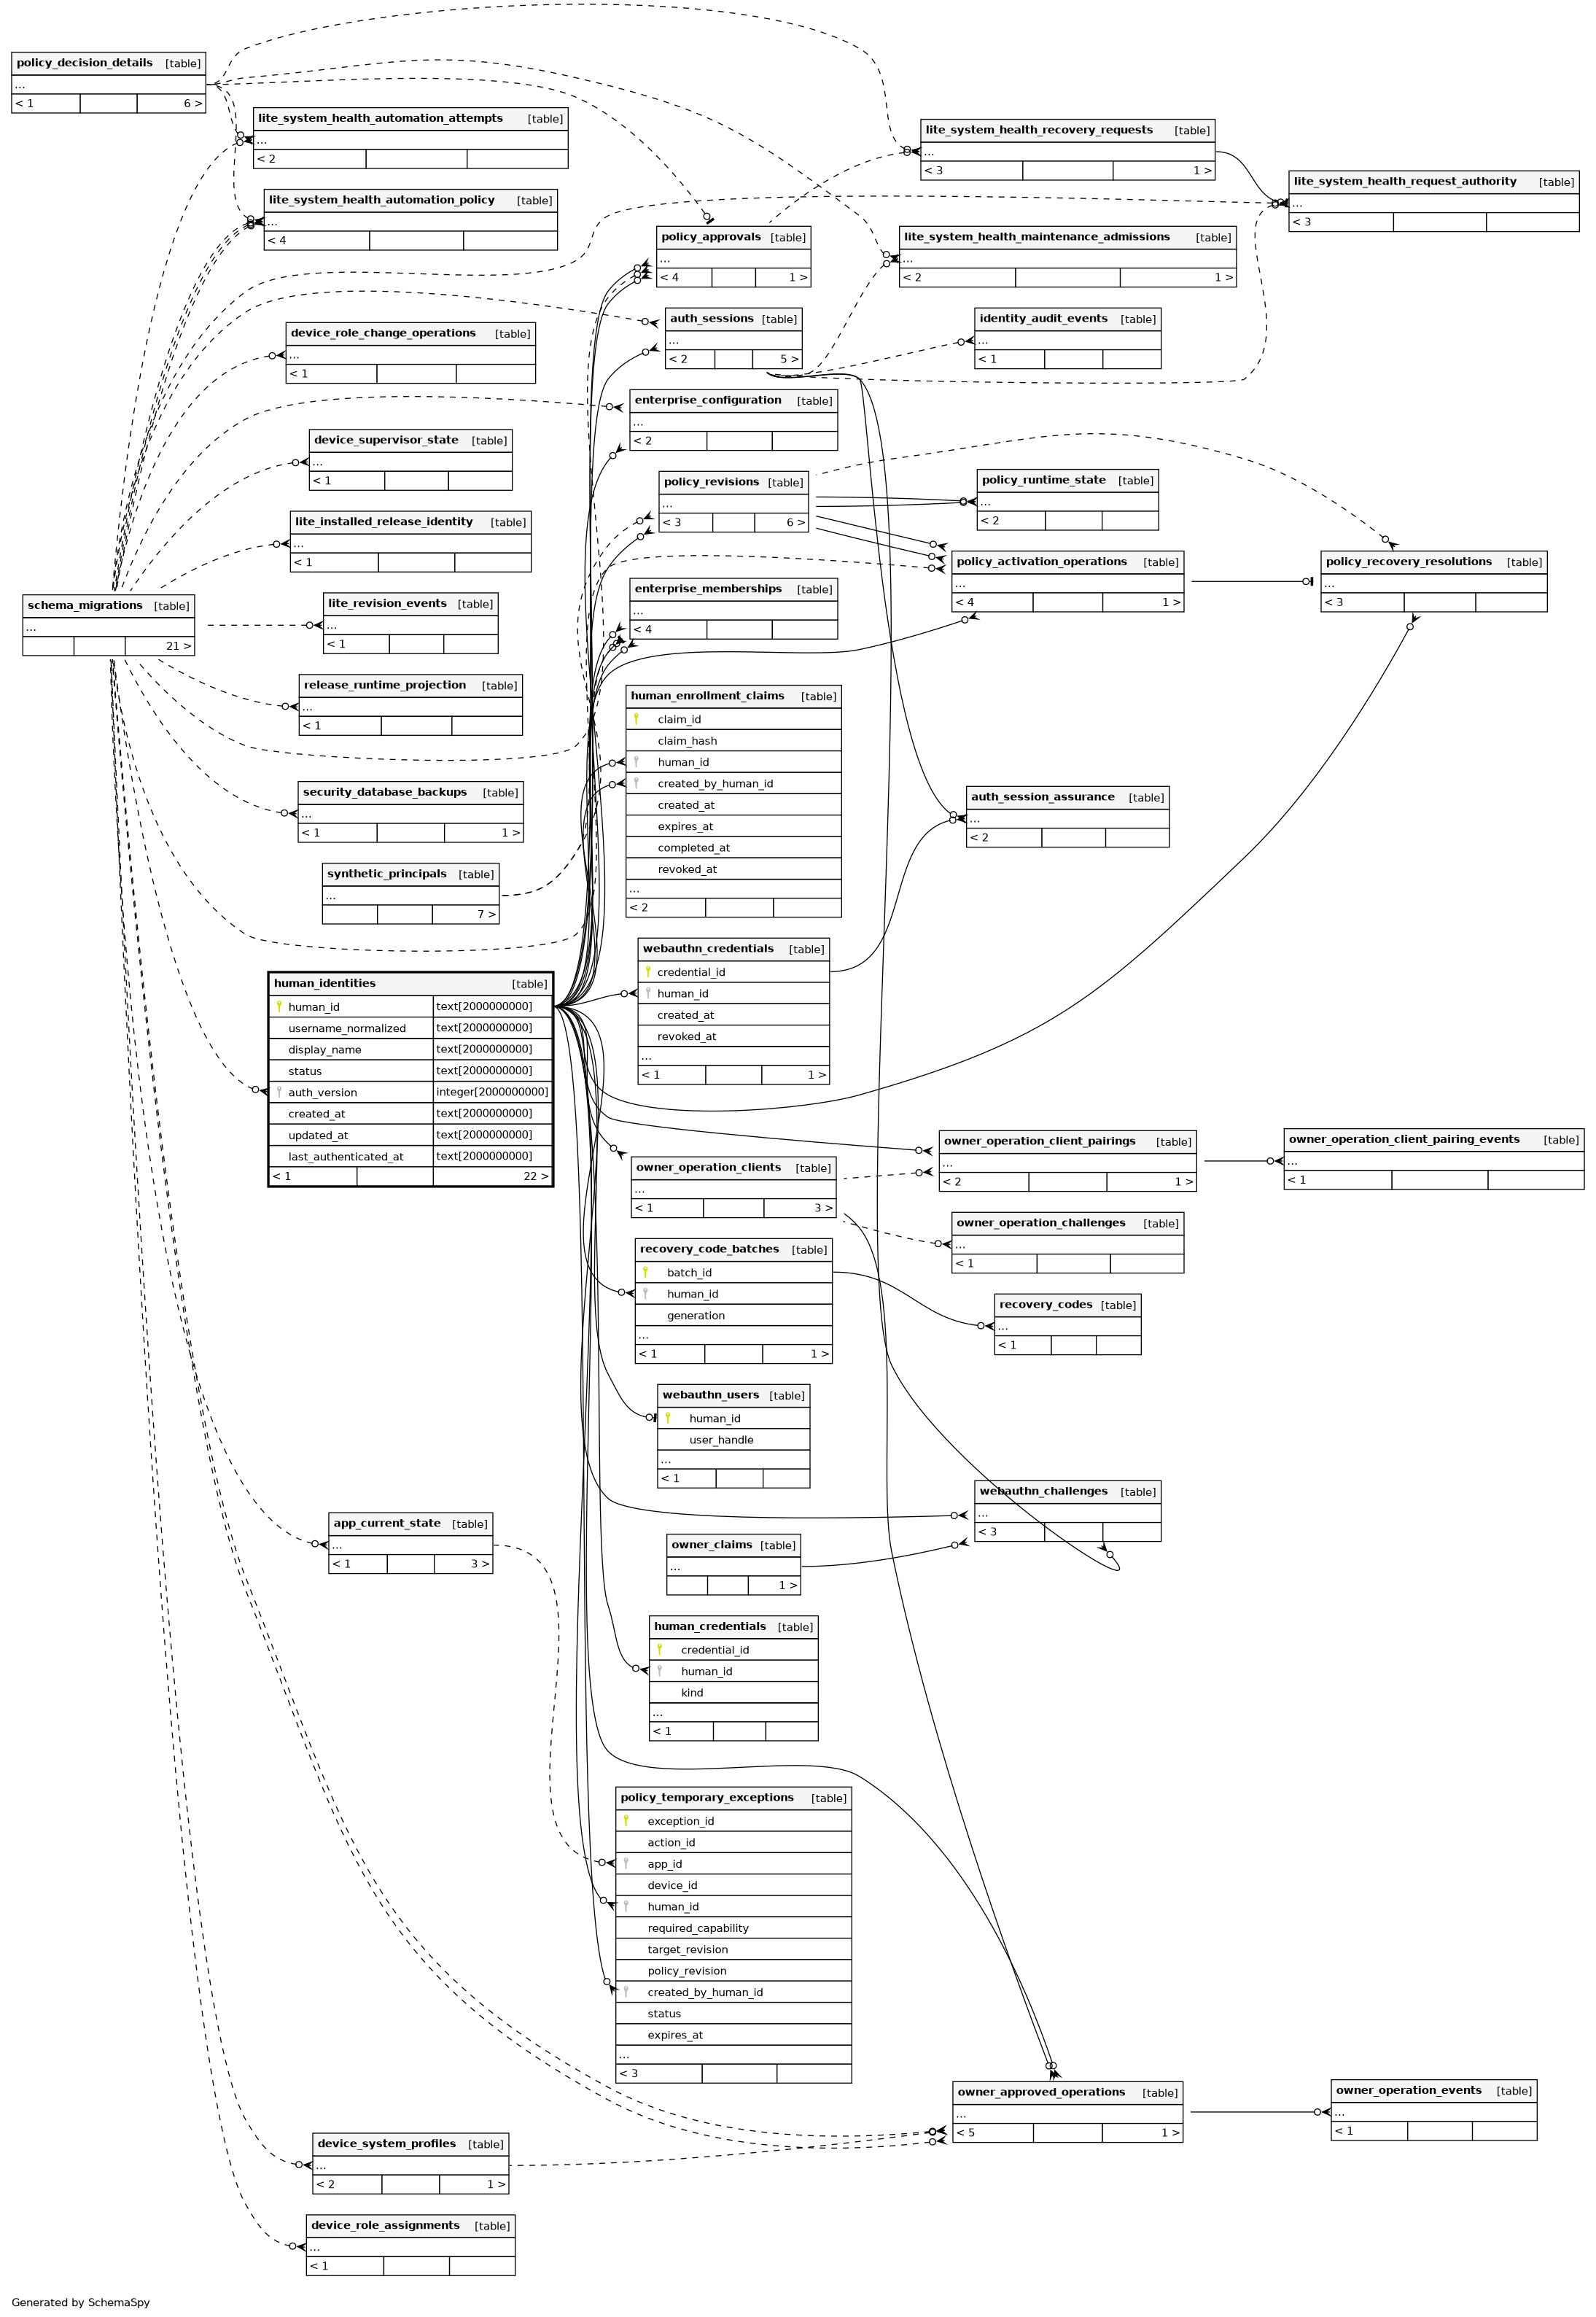 policy_decision_details [table]
...
< 1 6 >
lite_system_health_automation_attempts [table]
...
< 2
lite_system_health_recovery_requests [table]
...
< 3 1 >
lite_system_health_request_authority [table]
...
< 3
lite_system_health_automation_policy [table]
...
< 4
policy_approvals [table]
...
< 4 1 >
lite_system_health_maintenance_admissions [table]
...
< 2 1 >
device_role_change_operations [table]
...
< 1
auth_sessions [table]
...
< 2 5 >
identity_audit_events [table]
...
< 1
enterprise_configuration [table]
...
< 2
device_supervisor_state [table]
...
< 1
policy_revisions [table]
...
< 3 6 >
policy_runtime_state [table]
...
< 2
lite_installed_release_identity [table]
...
< 1
policy_activation_operations [table]
...
< 4 1 >
policy_recovery_resolutions [table]
...
< 3
schema_migrations [table]
...
21 >
lite_revision_events [table]
...
< 1
enterprise_memberships [table]
...
< 4
release_runtime_projection [table]
...
< 1
human_enrollment_claims [table]
claim_id
claim_hash
human_id
created_by_human_id
created_at
expires_at
completed_at
revoked_at
...
< 2
security_database_backups [table]
...
< 1 1 >
auth_session_assurance [table]
...
< 2
synthetic_principals [table]
...
7 >
webauthn_credentials [table]
credential_id
human_id
created_at
revoked_at
...
< 1 1 >
human_identities [table]
human_id text[2000000000]
username_normalized text[2000000000]
display_name text[2000000000]
status text[2000000000]
auth_version integer[2000000000]
created_at text[2000000000]
updated_at text[2000000000]
last_authenticated_at text[2000000000]
< 1 22 >
owner_operation_clients [table]
...
< 1 3 >
owner_operation_client_pairings [table]
...
< 2 1 >
owner_operation_client_pairing_events [table]
...
< 1
owner_operation_challenges [table]
...
< 1
recovery_code_batches [table]
batch_id
human_id
generation
...
< 1 1 >
recovery_codes [table]
...
< 1
webauthn_users [table]
human_id
user_handle
...
< 1
webauthn_challenges [table]
...
< 3
app_current_state [table]
...
< 1 3 >
owner_claims [table]
...
1 >
human_credentials [table]
credential_id
human_id
kind
...
< 1
policy_temporary_exceptions [table]
exception_id
action_id
app_id
device_id
human_id
required_capability
target_revision
policy_revision
created_by_human_id
status
expires_at
...
< 3
owner_approved_operations [table]
...
< 5 1 >
owner_operation_events [table]
...
< 1
device_system_profiles [table]
...
< 2 1 >
device_role_assignments [table]
...
< 1
Generated by SchemaSpy